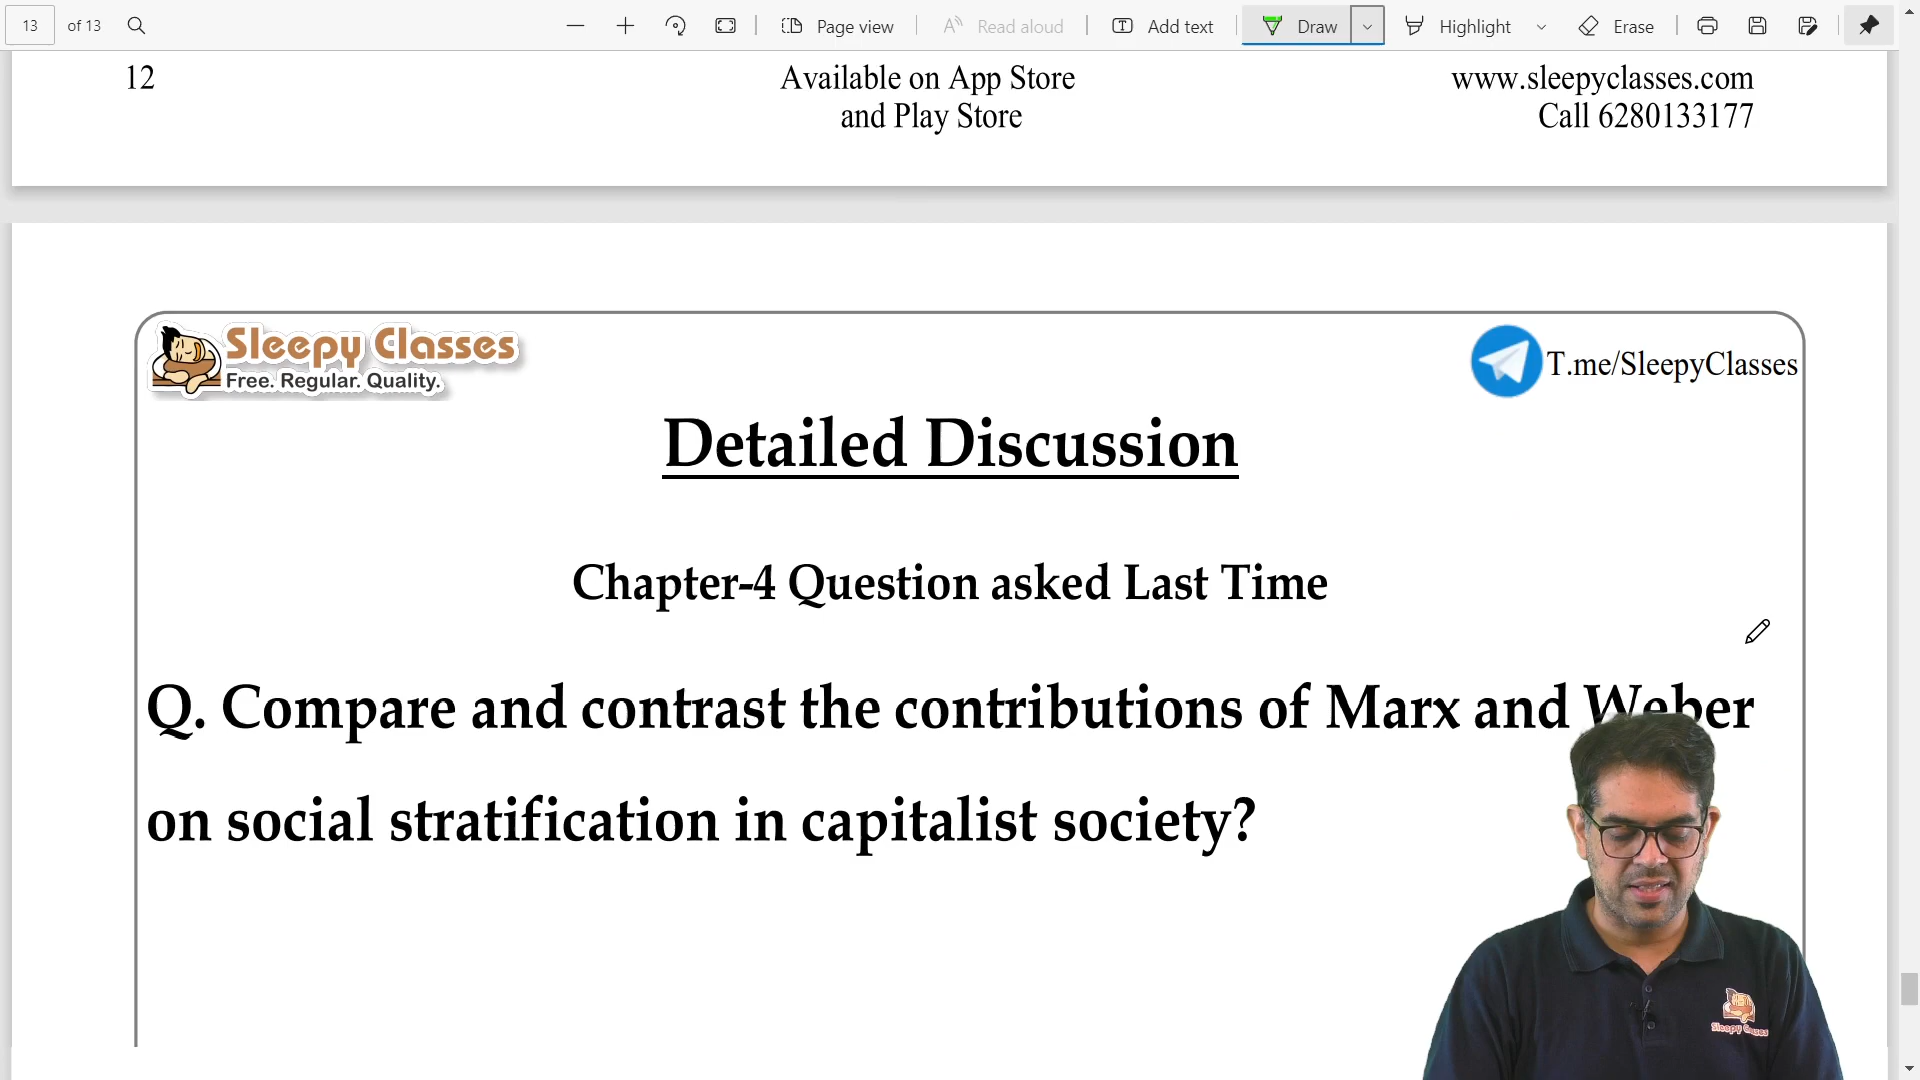 13 of 13 Page view Read aloud Add text Draw Highlight Erase
12
Available on App Store
and Play Store
www.sleepyclasses.com
Call 6280133177
Sleepy Classes
Free. Regular. Quality.
T.me/SleepyClasses
Detailed Discussion
Chapter-4 Question asked Last Time
Q. Compare and contrast the contributions of Marx and Weber
on social stratification in capitalist society?
Sleepy Classes